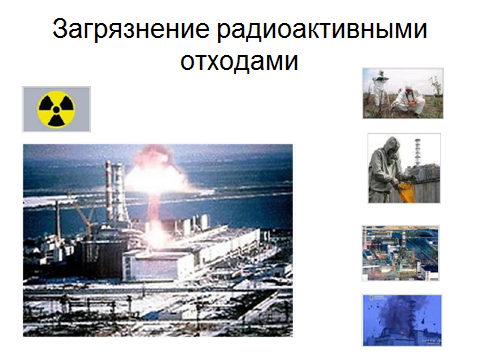 Загрязнение радиоактивными
отходами